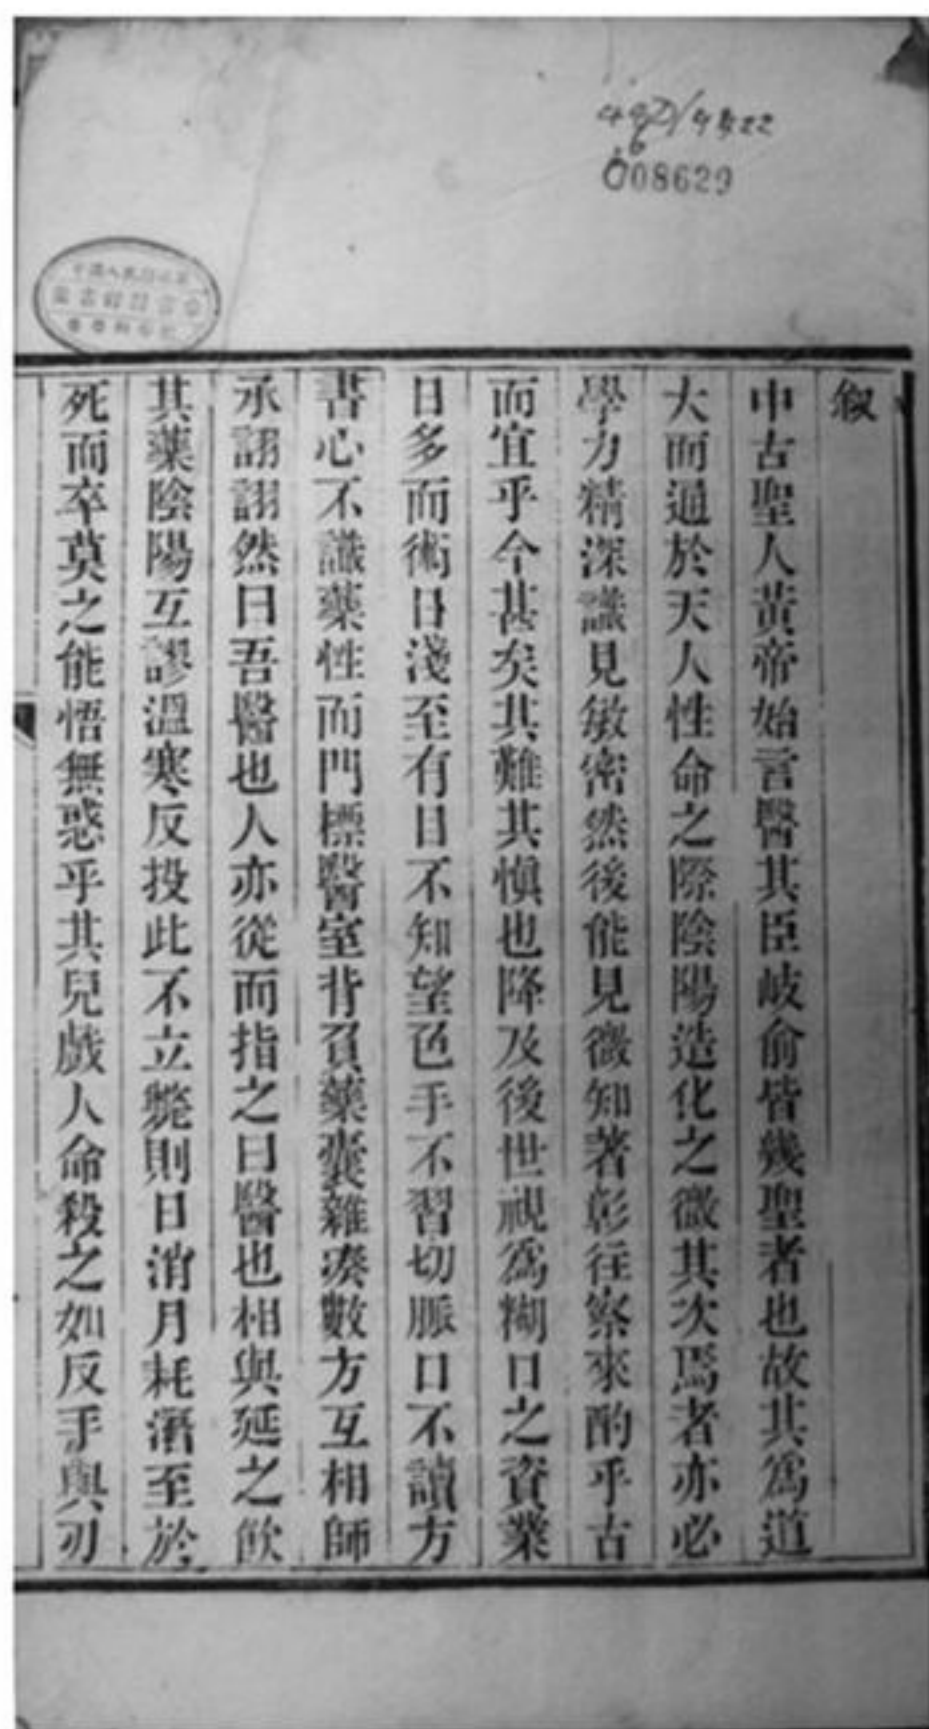 008629
叙
中古聖人黃帝始言醫其臣岐俞皆幾聖者也故其爲道
大而通於天人性命之際陰陽造化之微其次焉者亦必
學力精深識見敏密然後能見微知著彰往察來酌乎古
而宜乎今甚矣其難其愼也降及後世視爲糊口之資業
日多而術日淺至有目不知望色手不習切脈口不讀方
書心不識藥性而門標醫室背負藥囊雜湊數方互相師
承詡詡然曰吾醫也人亦從而指之曰醫也相與延之飲
其藥陰陽互謬溫寒反投此不立斃則日消月耗濳至於
死而卒莫之能悟無惑乎其兒戲人命殺之如反手與刃